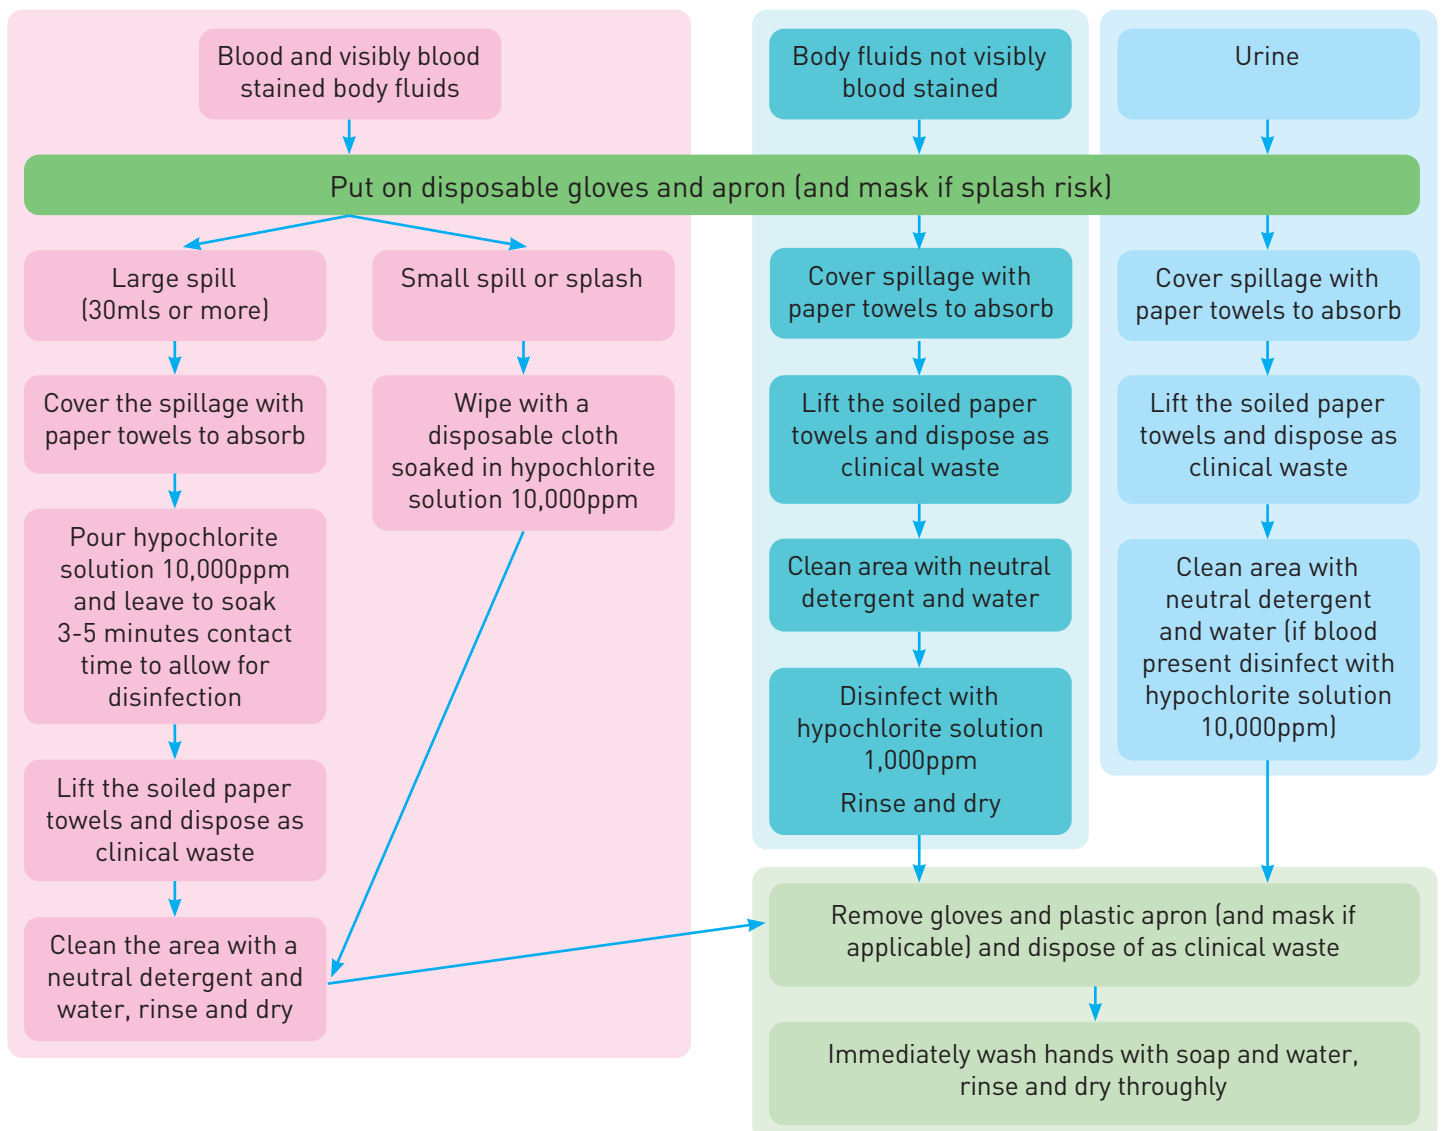 Blood and visibly blood
stained body fluids
Body fluids not visibly
blood stained
Urine
Put on disposable gloves and apron (and mask if splash risk)
Large spill
(30mls or more)
Cover the spillage with
paper towels to absorb
Pour hypochlorite
solution 10,000ppm
and leave to soak
3-5 minutes contact
time to allow for
disinfection
Lift the soiled paper
towels and dispose as
clinical waste
Clean the area with a
neutral detergent and
water, rinse and dry
Small spill or splash
Wipe with a
disposable cloth
soaked in hypochlorite
solution 10,000ppm
Cover spillage with
paper towels to absorb
Lift the soiled paper
towels and dispose as
clinical waste
Clean area with neutral
detergent and water
Disinfect with
hypochlorite solution
1,000ppm
Rinse and dry
Cover spillage with
paper towels to absorb
Lift the soiled paper
towels and dispose as
clinical waste
Clean area with
neutral detergent
and water (if blood
present disinfect with
hypochlorite solution
10,000ppm)
Remove gloves and plastic apron (and mask if
applicable) and dispose of as clinical waste
Immediately wash hands with soap and water,
rinse and dry throughly